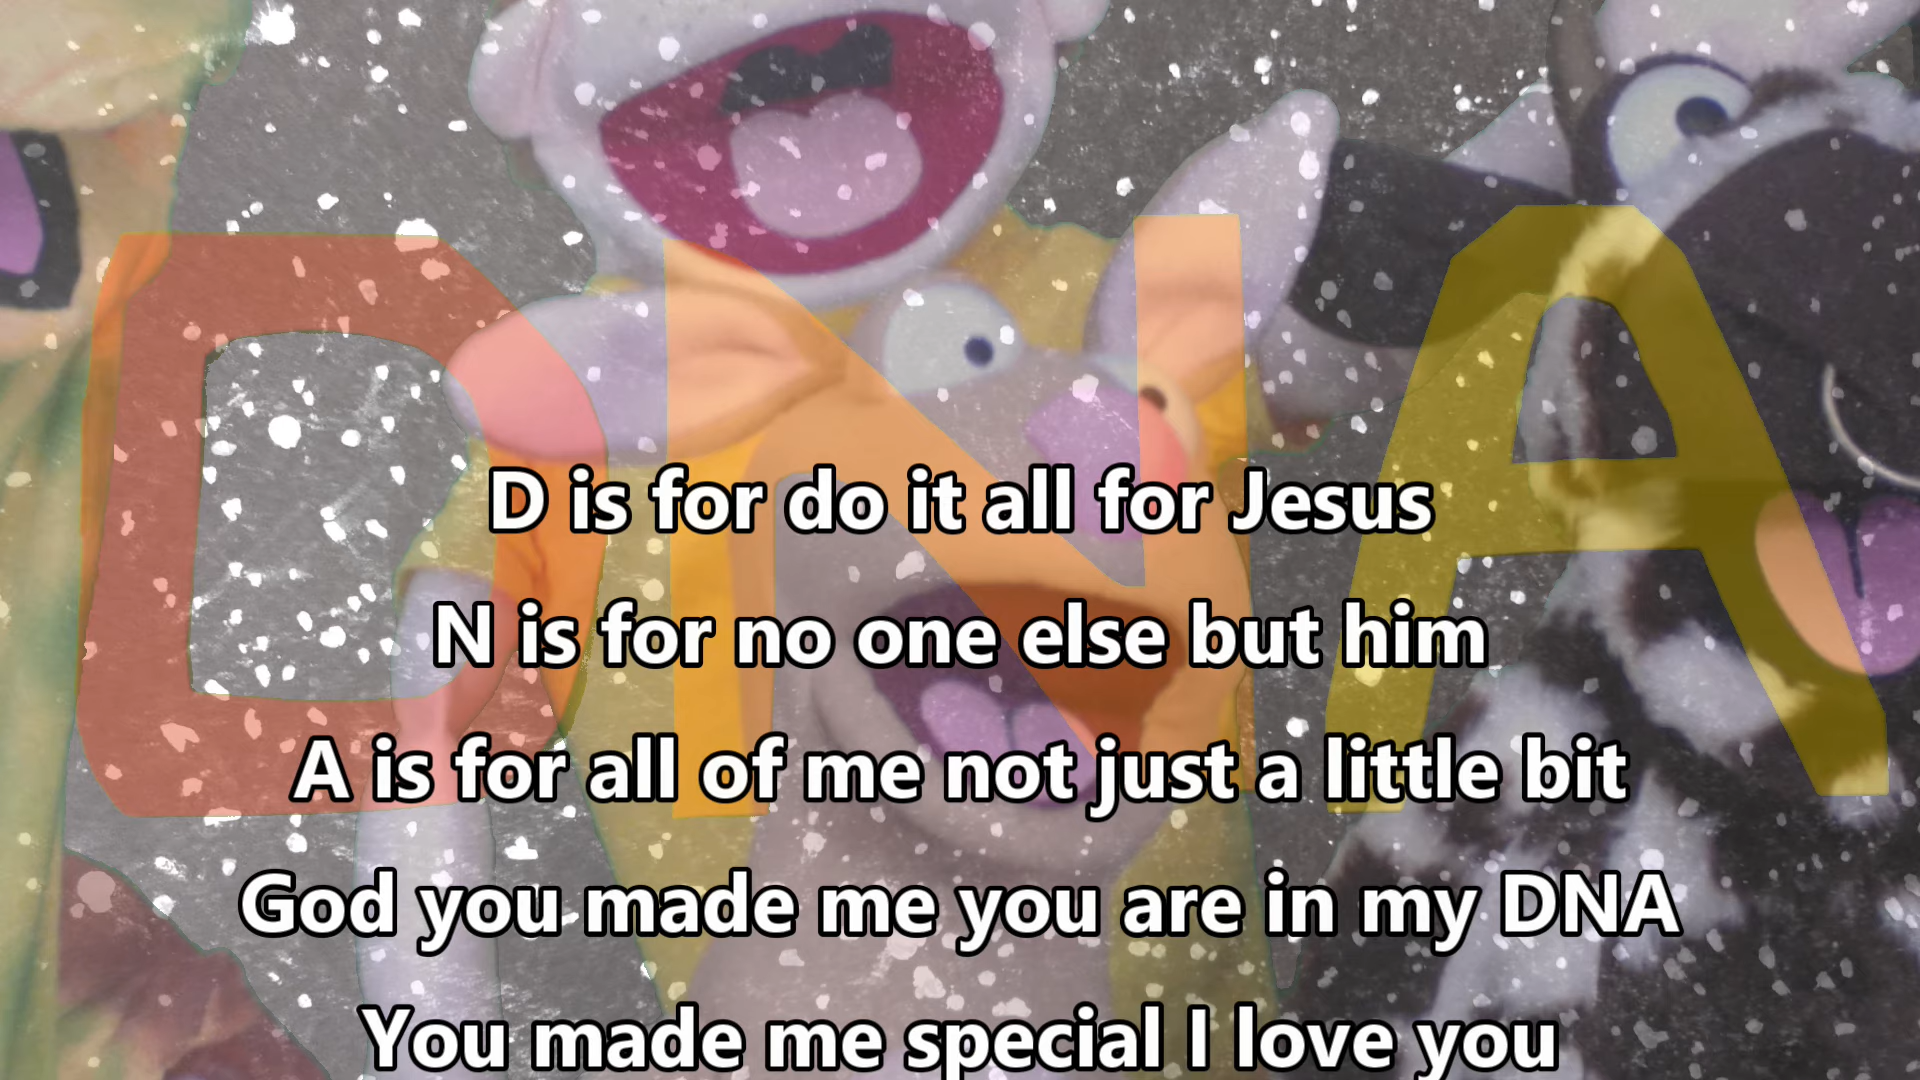 DNA
D is for do it all for Jesus
N is for no one else but him
A is for all of me not just a little bit
God you made me you are in my DNA
You made me special I love you